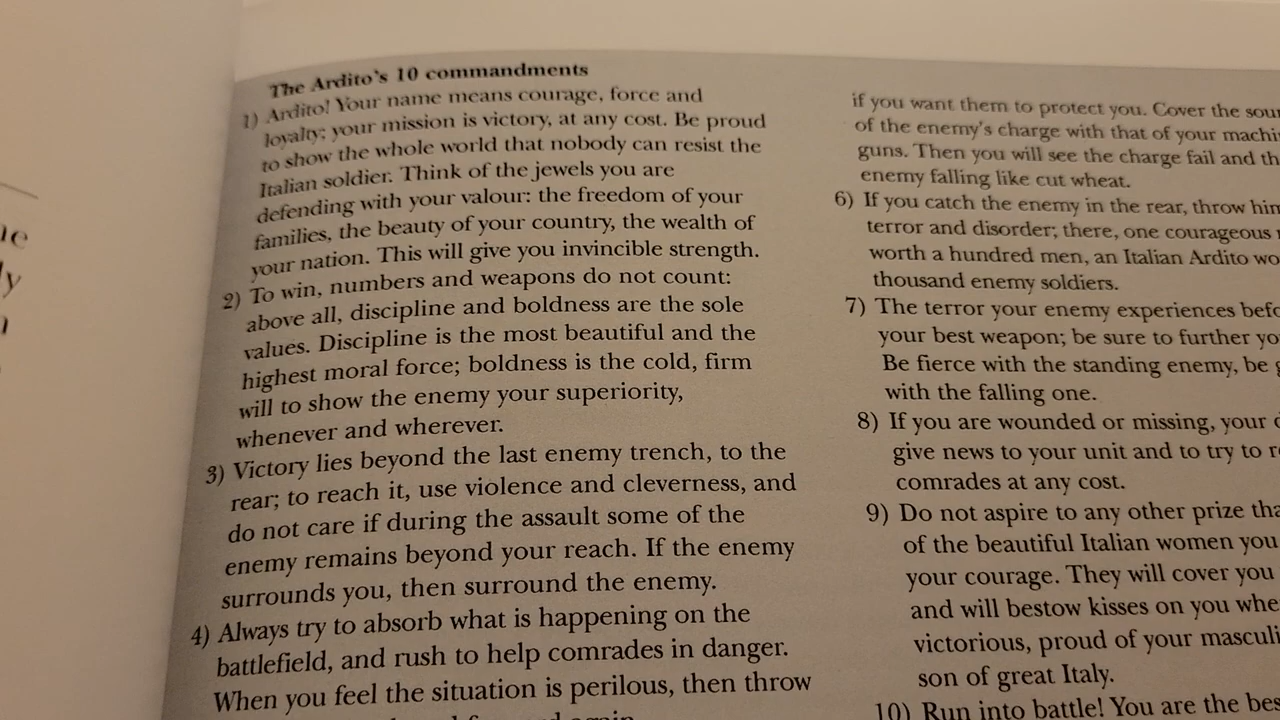 The Ardito's 10 commandments
1) Ardito! Your name means courage, force and
loyalty; your mission is victory, at any cost. Be proud
to show the whole world that nobody can resist the
Italian soldier. Think of the jewels you are
defending with your valour: the freedom of your
families, the beauty of your country, the wealth of
your nation. This will give you invincible strength.
2) To win, numbers and weapons do not count:
above all, discipline and boldness are the sole
values. Discipline is the most beautiful and the
highest moral force; boldness is the cold, firm
will to show the enemy your superiority,
whenever and wherever.
3) Victory lies beyond the last enemy trench, to the
rear; to reach it, use violence and cleverness, and
do not care if during the assault some of the
enemy remains beyond your reach. If the enemy
surrounds you, then surround the enemy.
4) Always try to absorb what is happening on the
battlefield, and rush to help comrades in danger.
When you feel the situation is perilous, then throw
again
if you want them to protect you. Cover the
of the enemy's charge with that of your
guns. Then you will see the charge fail and
enemy falling like cut wheat.
6) If you catch the enemy in the rear, throw
terror and disorder; there, one courageous
worth a hundred men, an Italian Ardito
thousand enemy soldiers.
7) The terror your enemy experiences
your best weapon; be sure to further
Be fierce with the standing enemy, be
with the falling one.
8) If you are wounded or missing, your
give news to your unit and to try to
comrades at any cost.
9) Do not aspire to any other prize
of the beautiful Italian women you
your courage. They will cover you
and will bestow kisses on you
victorious, proud of your
son of great Italy.
10) Run into battle! You are the